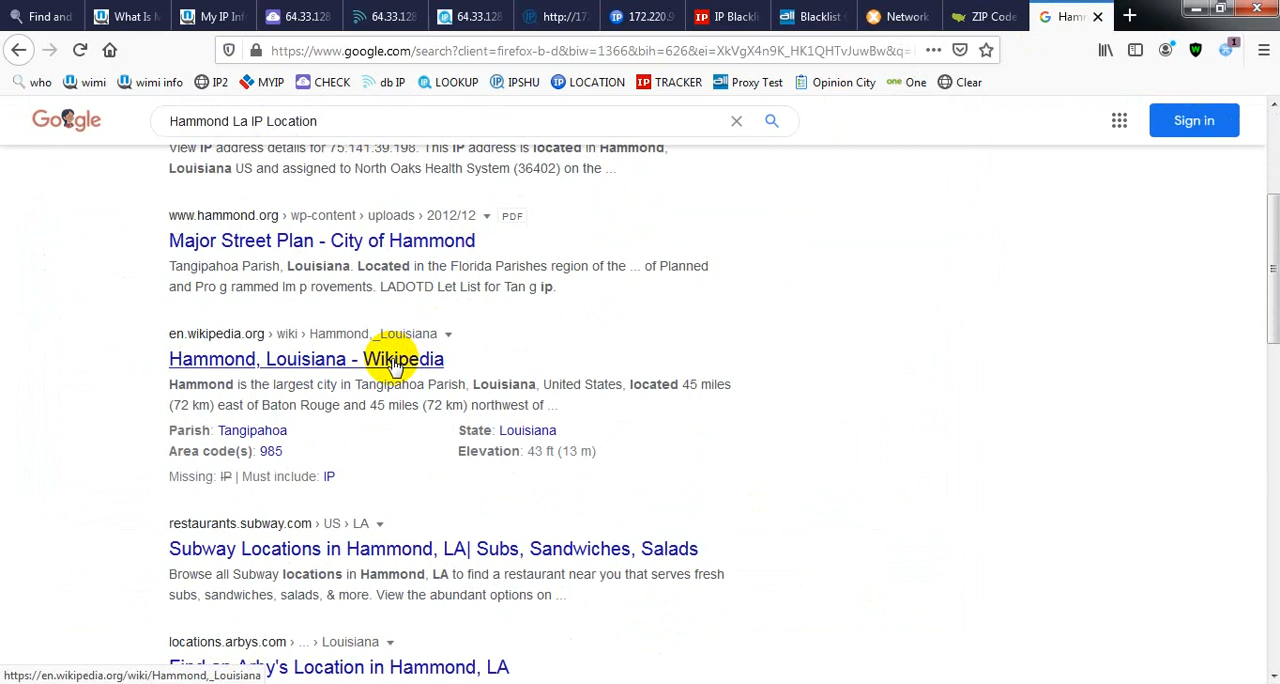 Find and
What Is M
My IP Inf
64.33.128
64.33.128
64.33.128
http://17
172.220.9
IP Blackli
Blacklist
Network
ZIP Code
Hamm
https://www.google.com/search?client=firefox-b-d&biw=1366&bih=626&ei=XkVgX4n9K_HK1QHTvJuwBw&q=
who
wimi
wimi info
IP2
MYIP
CHECK
db IP
LOOKUP
IPSHU
LOCATION
TRACKER
Proxy Test
Opinion City
One
Clear
Google
Hammond La IP Location
Sign in
View IP address details for 75.141.39.198. This IP address is located in Hammond,
Louisiana US and assigned to North Oaks Health System (36402) on the ...
www.hammond.org › wp-content › uploads › 2012/12 PDF
Major Street Plan - City of Hammond
Tangipahoa Parish, Louisiana. Located in the Florida Parishes region of the ... of Planned
and Pro g rammed Im p rovements. LADOTD Let List for Tan g ip.
en.wikipedia.org › wiki › Hammond,_Louisiana
Hammond, Louisiana - Wikipedia
Hammond is the largest city in Tangipahoa Parish, Louisiana, United States, located 45 miles
(72 km) east of Baton Rouge and 45 miles (72 km) northwest of ...
Parish: Tangipahoa State: Louisiana
Area code(s): 985 Elevation: 43 ft (13 m)
Missing: IP | Must include: IP
restaurants.subway.com › US › LA
Subway Locations in Hammond, LA| Subs, Sandwiches, Salads
Browse all Subway locations in Hammond, LA to find a restaurant near you that serves fresh
subs, sandwiches, salads, & more. View the abundant options on ...
locations.arbys.com › ... › Louisiana
Find an Arby's Location in Hammond, LA
https://en.wikipedia.org/wiki/Hammond,_Louisiana